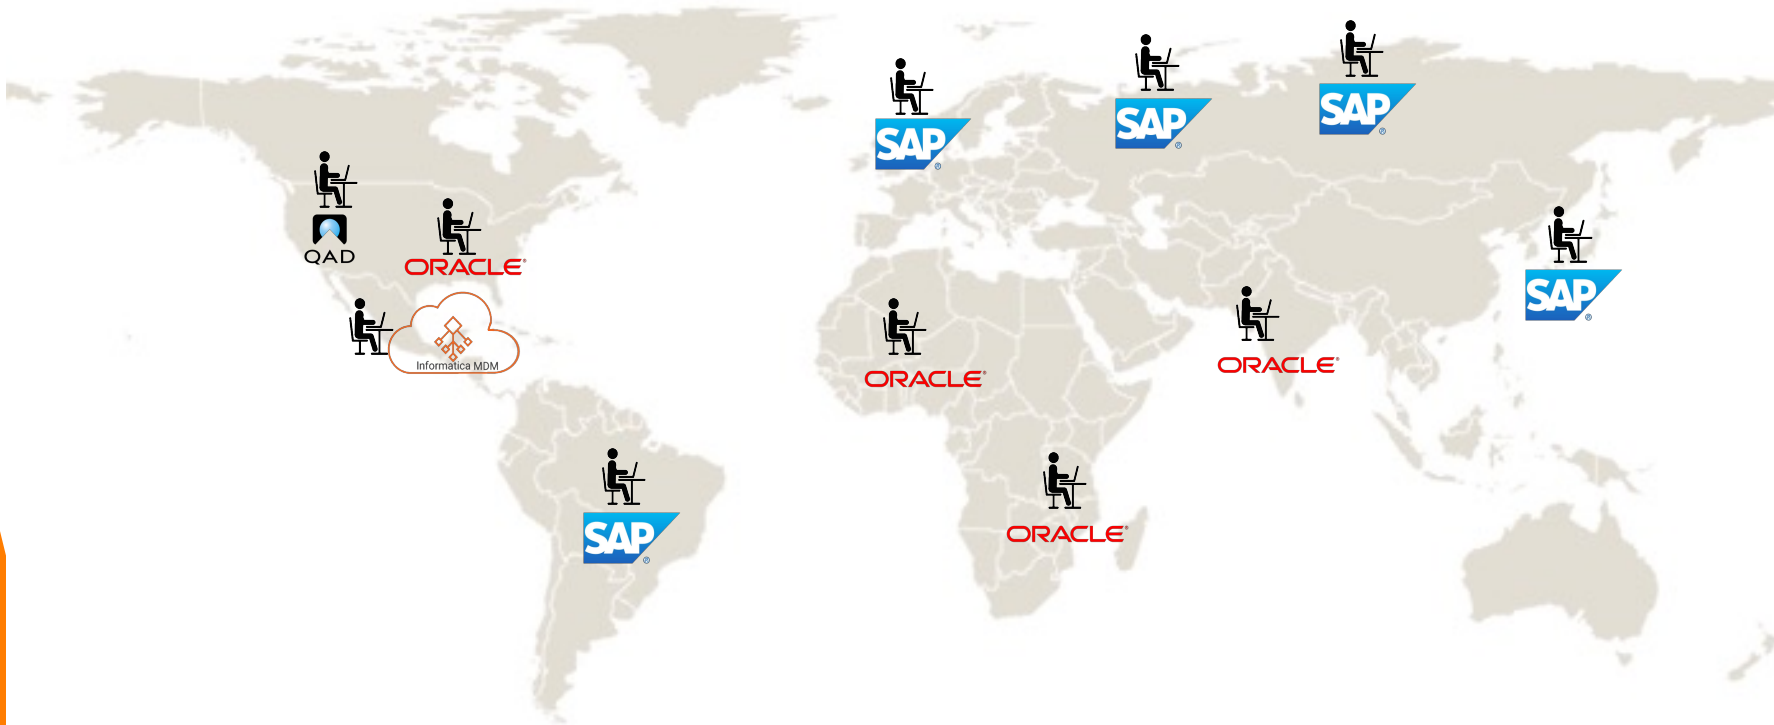 SAP
®
SAP
®
SAP
®
QAD
ORACLE®
SAP
®
Informatica MDM
ORACLE®
ORACLE®
SAP
®
ORACLE®